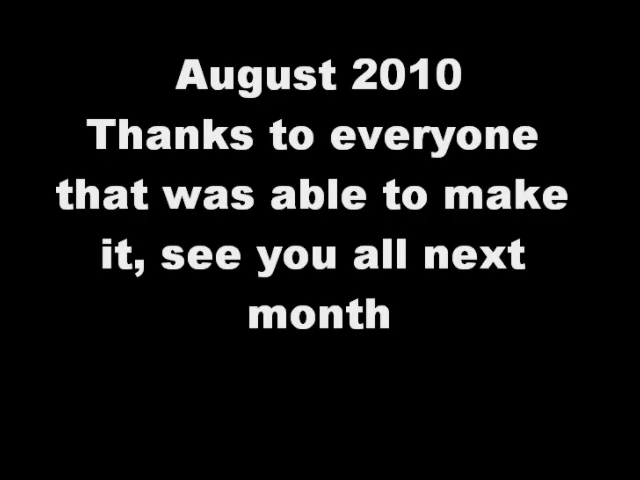 August 2010
Thanks to everyone
that was able to make
it, see you all next
month